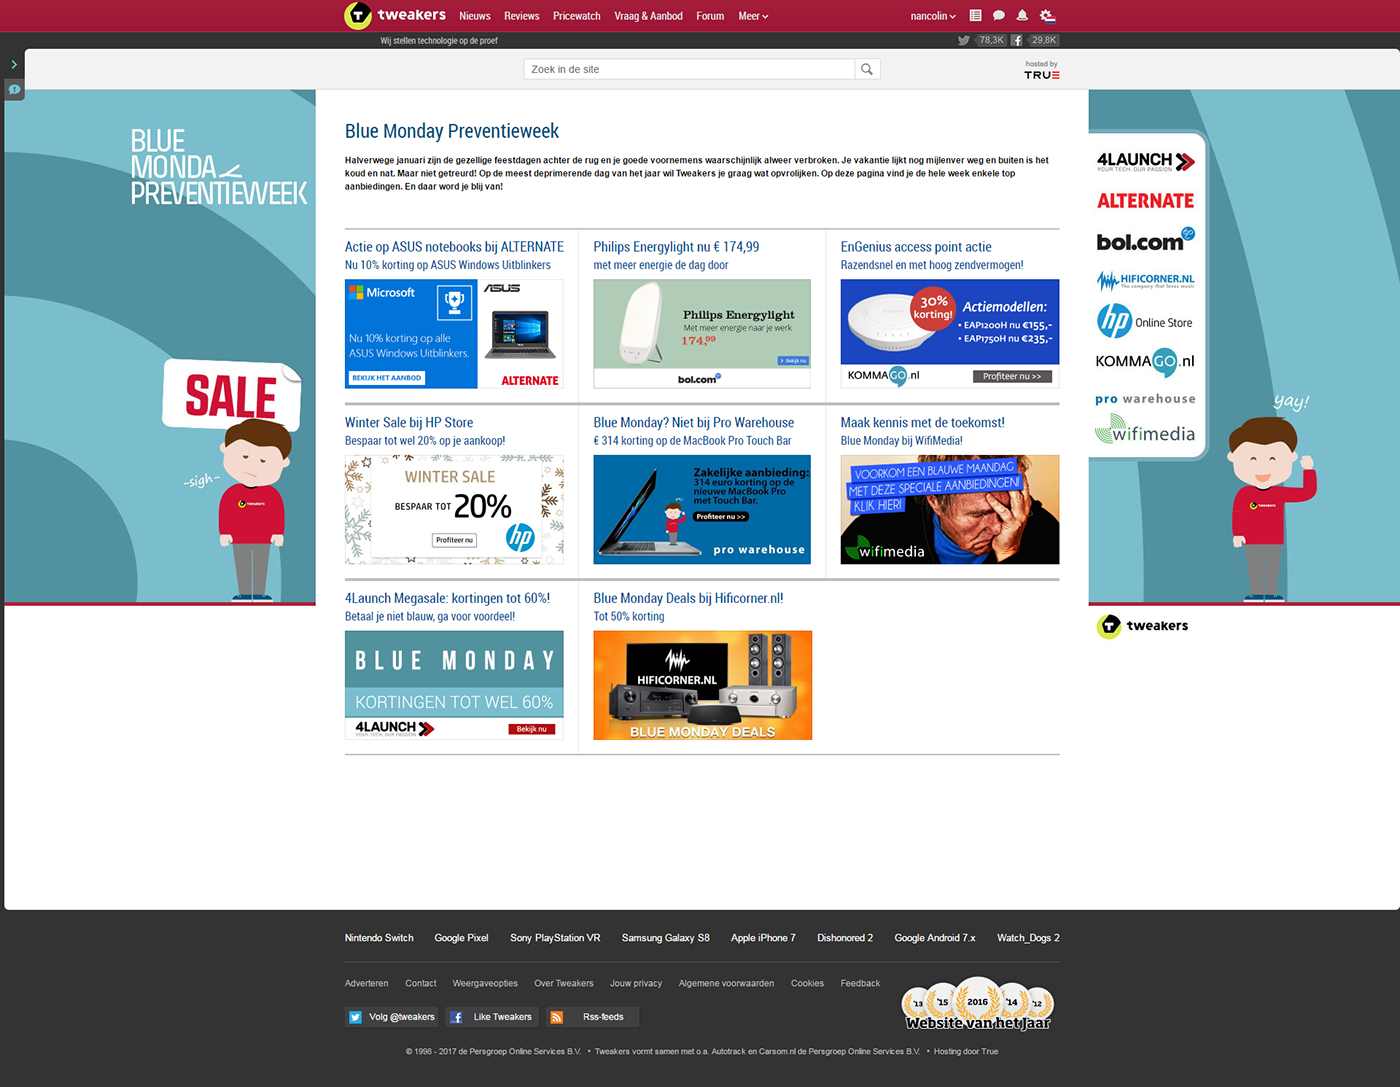 tweakers Nieuws Reviews Pricewatch Vraag & Aanbod Forum Meer nancolin
Wij stellen technologie op de proef 78,3K 29,8K
Zoek in de site
hosted by
TRUE
BLUE
MONDAY
PREVENTIEWEEK
SALE
-sigh-
tweakers
Blue Monday Preventieweek
Halverwege januari zijn de gezellige feestdagen achter de rug en je goede voornemens waarschijnlijk alweer verbroken. Je vakantie lijkt nog mijlenver weg en buiten is het
koud en nat. Maar niet getreurd! Op de meest deprimerende dag van het jaar wil Tweakers je graag wat opvrolijken. Op deze pagina vind je de hele week enkele top
aanbiedingen. En daar word je blij van!
Actie op ASUS notebooks bij ALTERNATE
Nu 10% korting op ASUS Windows Uitblinkers
Microsoft
ASUS
Nu 10% korting op alle
ASUS Windows Uitblinkers.
BEKIJK HET AANBOD
ALTERNATE
Philips Energylight nu € 174,99
met meer energie de dag door
Philips Energylight
Met meer energie naar je werk
174,99
Bekijk nu
bol.com
EnGenius access point actie
Razendsnel en met hoog zendvermogen!
30%
korting!
Actiemodellen:
• EAP1200H nu €155,-
• EAP1750H nu €235,-
KOMMAGO.nl
Profiteer nu >>
Winter Sale bij HP Store
Bespaar tot wel 20% op je aankoop!
WINTER SALE
BESPAAR TOT 20%
Profiteer nu
hp
Blue Monday? Niet bij Pro Warehouse
€ 314 korting op de MacBook Pro Touch Bar
Zakelijke aanbieding:
314 euro korting op de
nieuwe MacBook Pro
met Touch Bar.
Profiteer nu >>
pro warehouse
Maak kennis met de toekomst!
Blue Monday bij WifiMedia!
VOORKOM EEN BLAUWE MAANDAG
MET DEZE SPECIALE AANBIEDINGEN!
KLIK HIER!
wifimedia
4Launch Megasale: kortingen tot 60%!
Betaal je niet blauw, ga voor voordeel!
BLUE MONDAY
KORTINGEN TOT WEL 60%
4LAUNCH
YOUR TECH. OUR PASSION
Bekijk nu
Blue Monday Deals bij Hificorner.nl!
Tot 50% korting
HIFICORNER.NL
BLUE MONDAY DEALS
4LAUNCH
YOUR TECH. OUR PASSION
ALTERNATE
bol.com
HIFICORNER.NL
The company that loves music
hp Online Store
KOMMAGO.nl
pro warehouse
wifimedia
yay!
tweakers
tweakers
Nintendo Switch Google Pixel Sony PlayStation VR Samsung Galaxy S8 Apple iPhone 7 Dishonored 2 Google Android 7.x Watch_Dogs 2
Adverteren Contact Weergaveopties Over Tweakers Jouw privacy Algemene voorwaarden Cookies Feedback
'13 '15 2016 '14 '12
Website van het Jaar
Volg @tweakers Like Tweakers Rss-feeds
© 1998 - 2017 de Persgroep Online Services B.V. • Tweakers vormt samen met o.a. Autotrack en Carsom.nl de Persgroep Online Services B.V. • Hosting door True